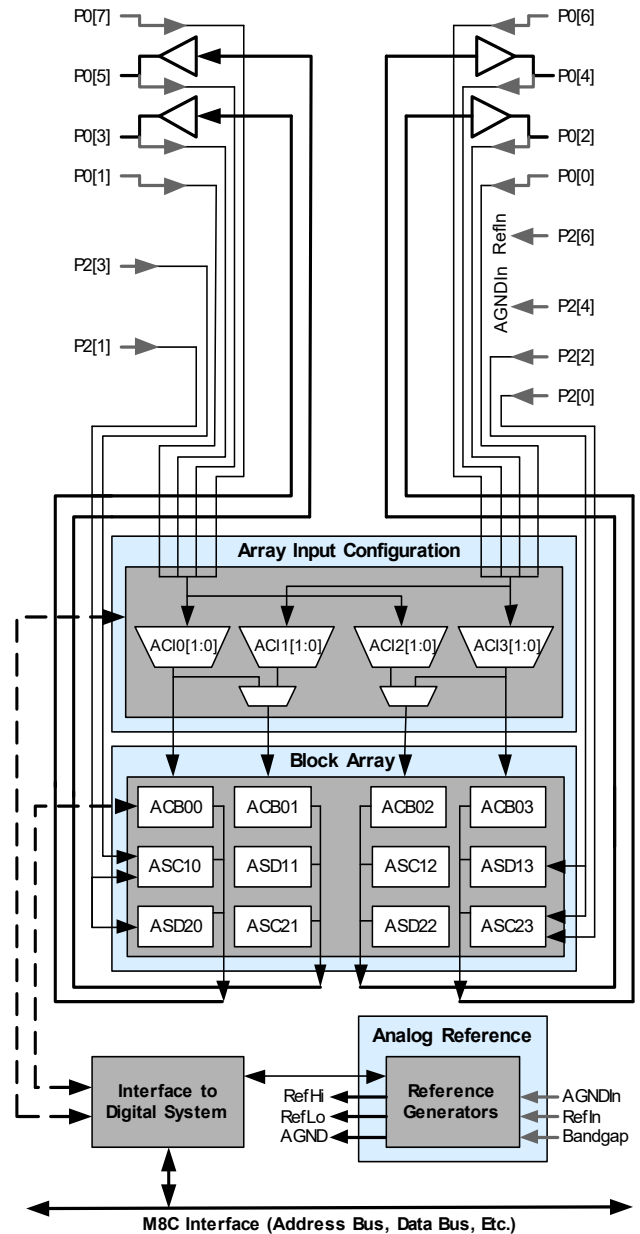 P0[7]
P0[6]
P0[5]
P0[4]
P0[3]
P0[2]
P0[1]
P0[0]
P2[6]
AGNDIn RefIn
P2[3]
P2[4]
P2[1]
P2[2]
P2[0]
Array Input Configuration
ACI0[1:0]
ACI1[1:0]
ACI2[1:0]
ACI3[1:0]
Block Array
ACB00
ACB01
ACB02
ACB03
ASC10
ASD11
ASC12
ASD13
ASD20
ASC21
ASD22
ASC23
Analog Reference
Interface to
Digital System
RefHi
RefLo
AGND
Reference
Generators
AGNDIn
RefIn
Bandgap
M8C Interface (Address Bus, Data Bus, Etc.)